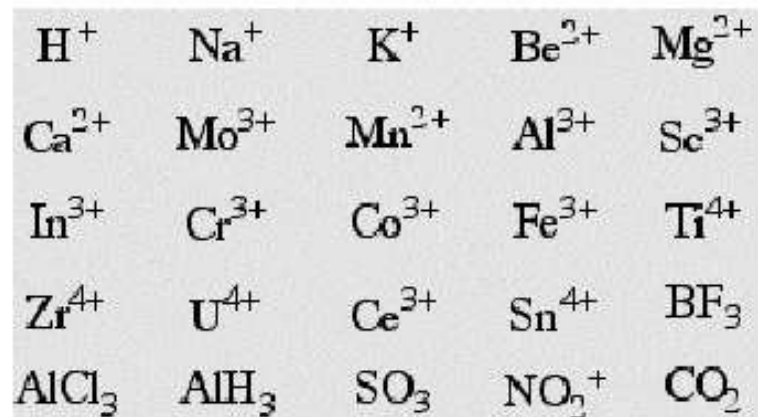 H⁺ Na⁺ K⁺ Be²⁺ Mg²⁺
Ca²⁺ Mo³⁺ Mn²⁺ Al³⁺ Sc³⁺
In³⁺ Cr³⁺ Co³⁺ Fe³⁺ Ti⁴⁺
Zr⁴⁺ U⁴⁺ Ce³⁺ Sn⁴⁺ BF₃
AlCl₃ AlH₃ SO₃ NO₂⁺ CO₂